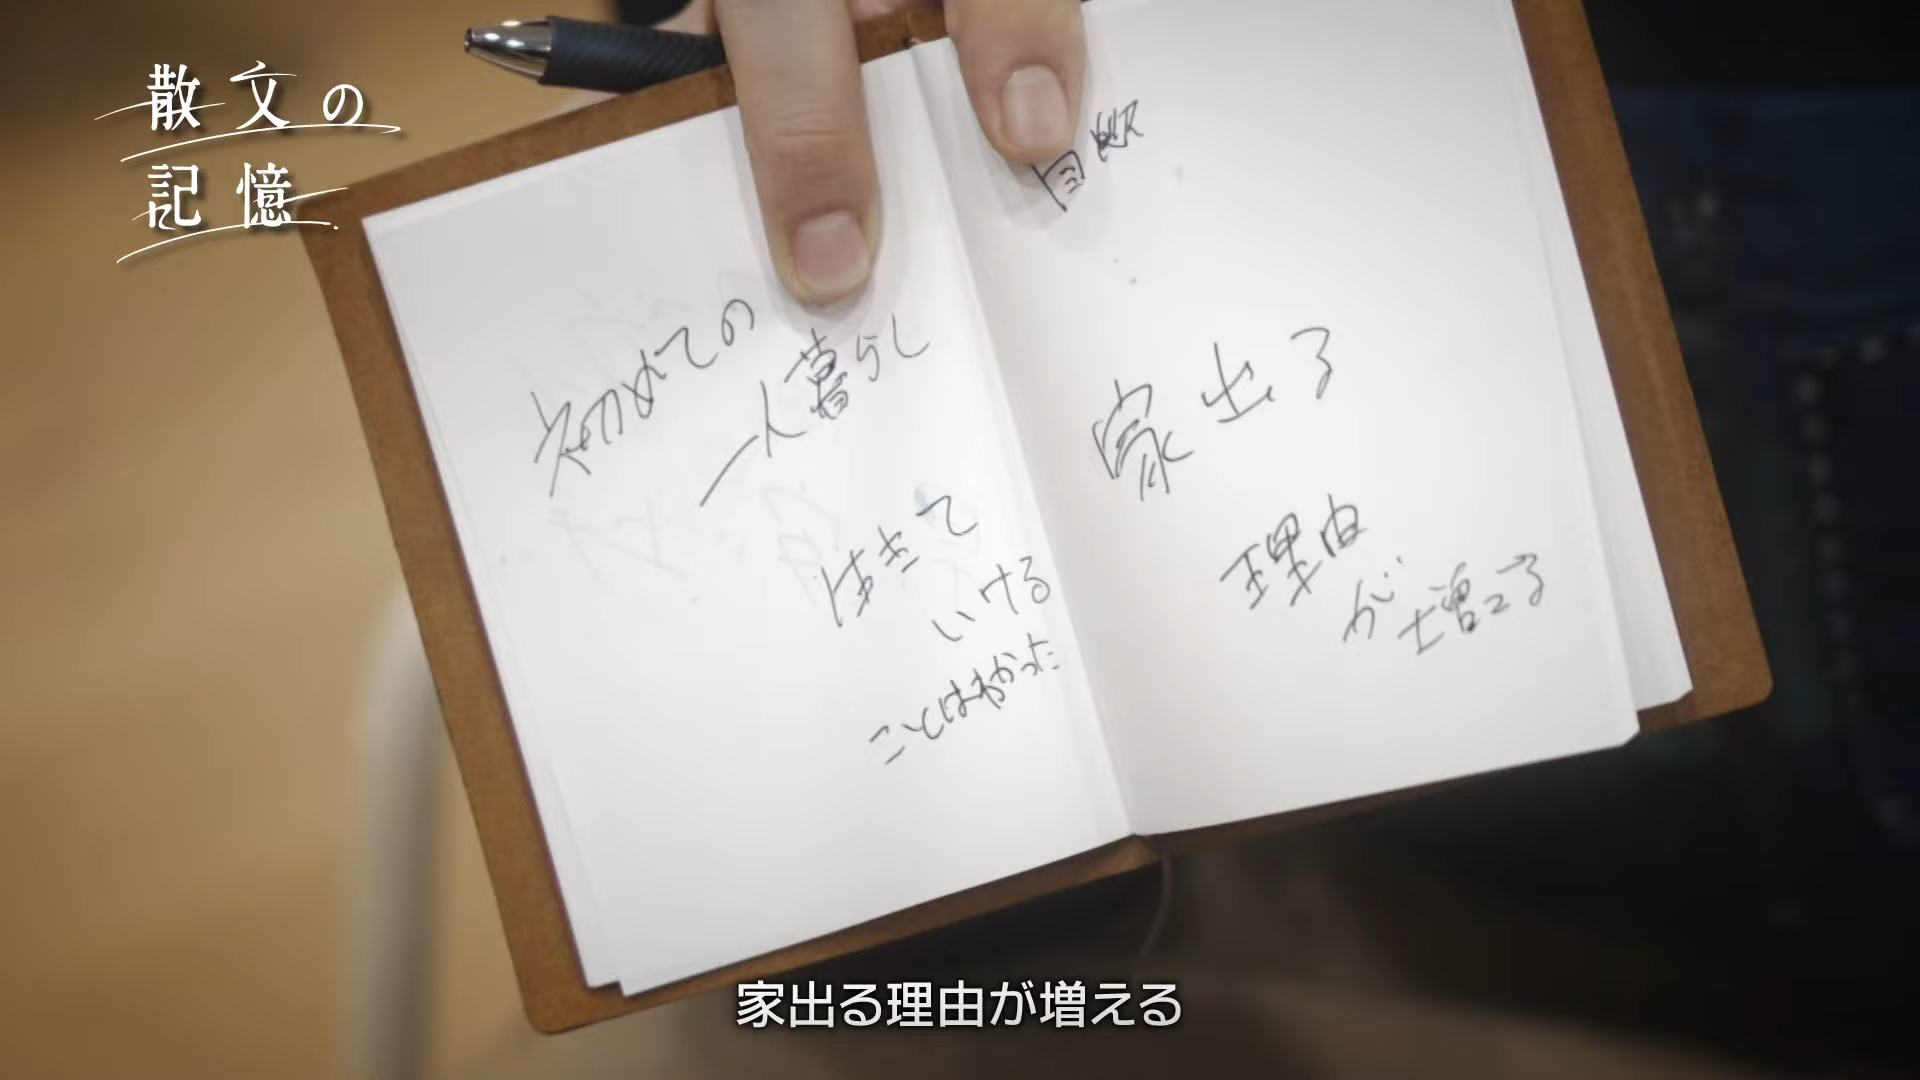 散文の
記憶
初めての
一人暮らし
生きて
いける
ことはわかった
家出る
理由
が増える
家出る理由が増える